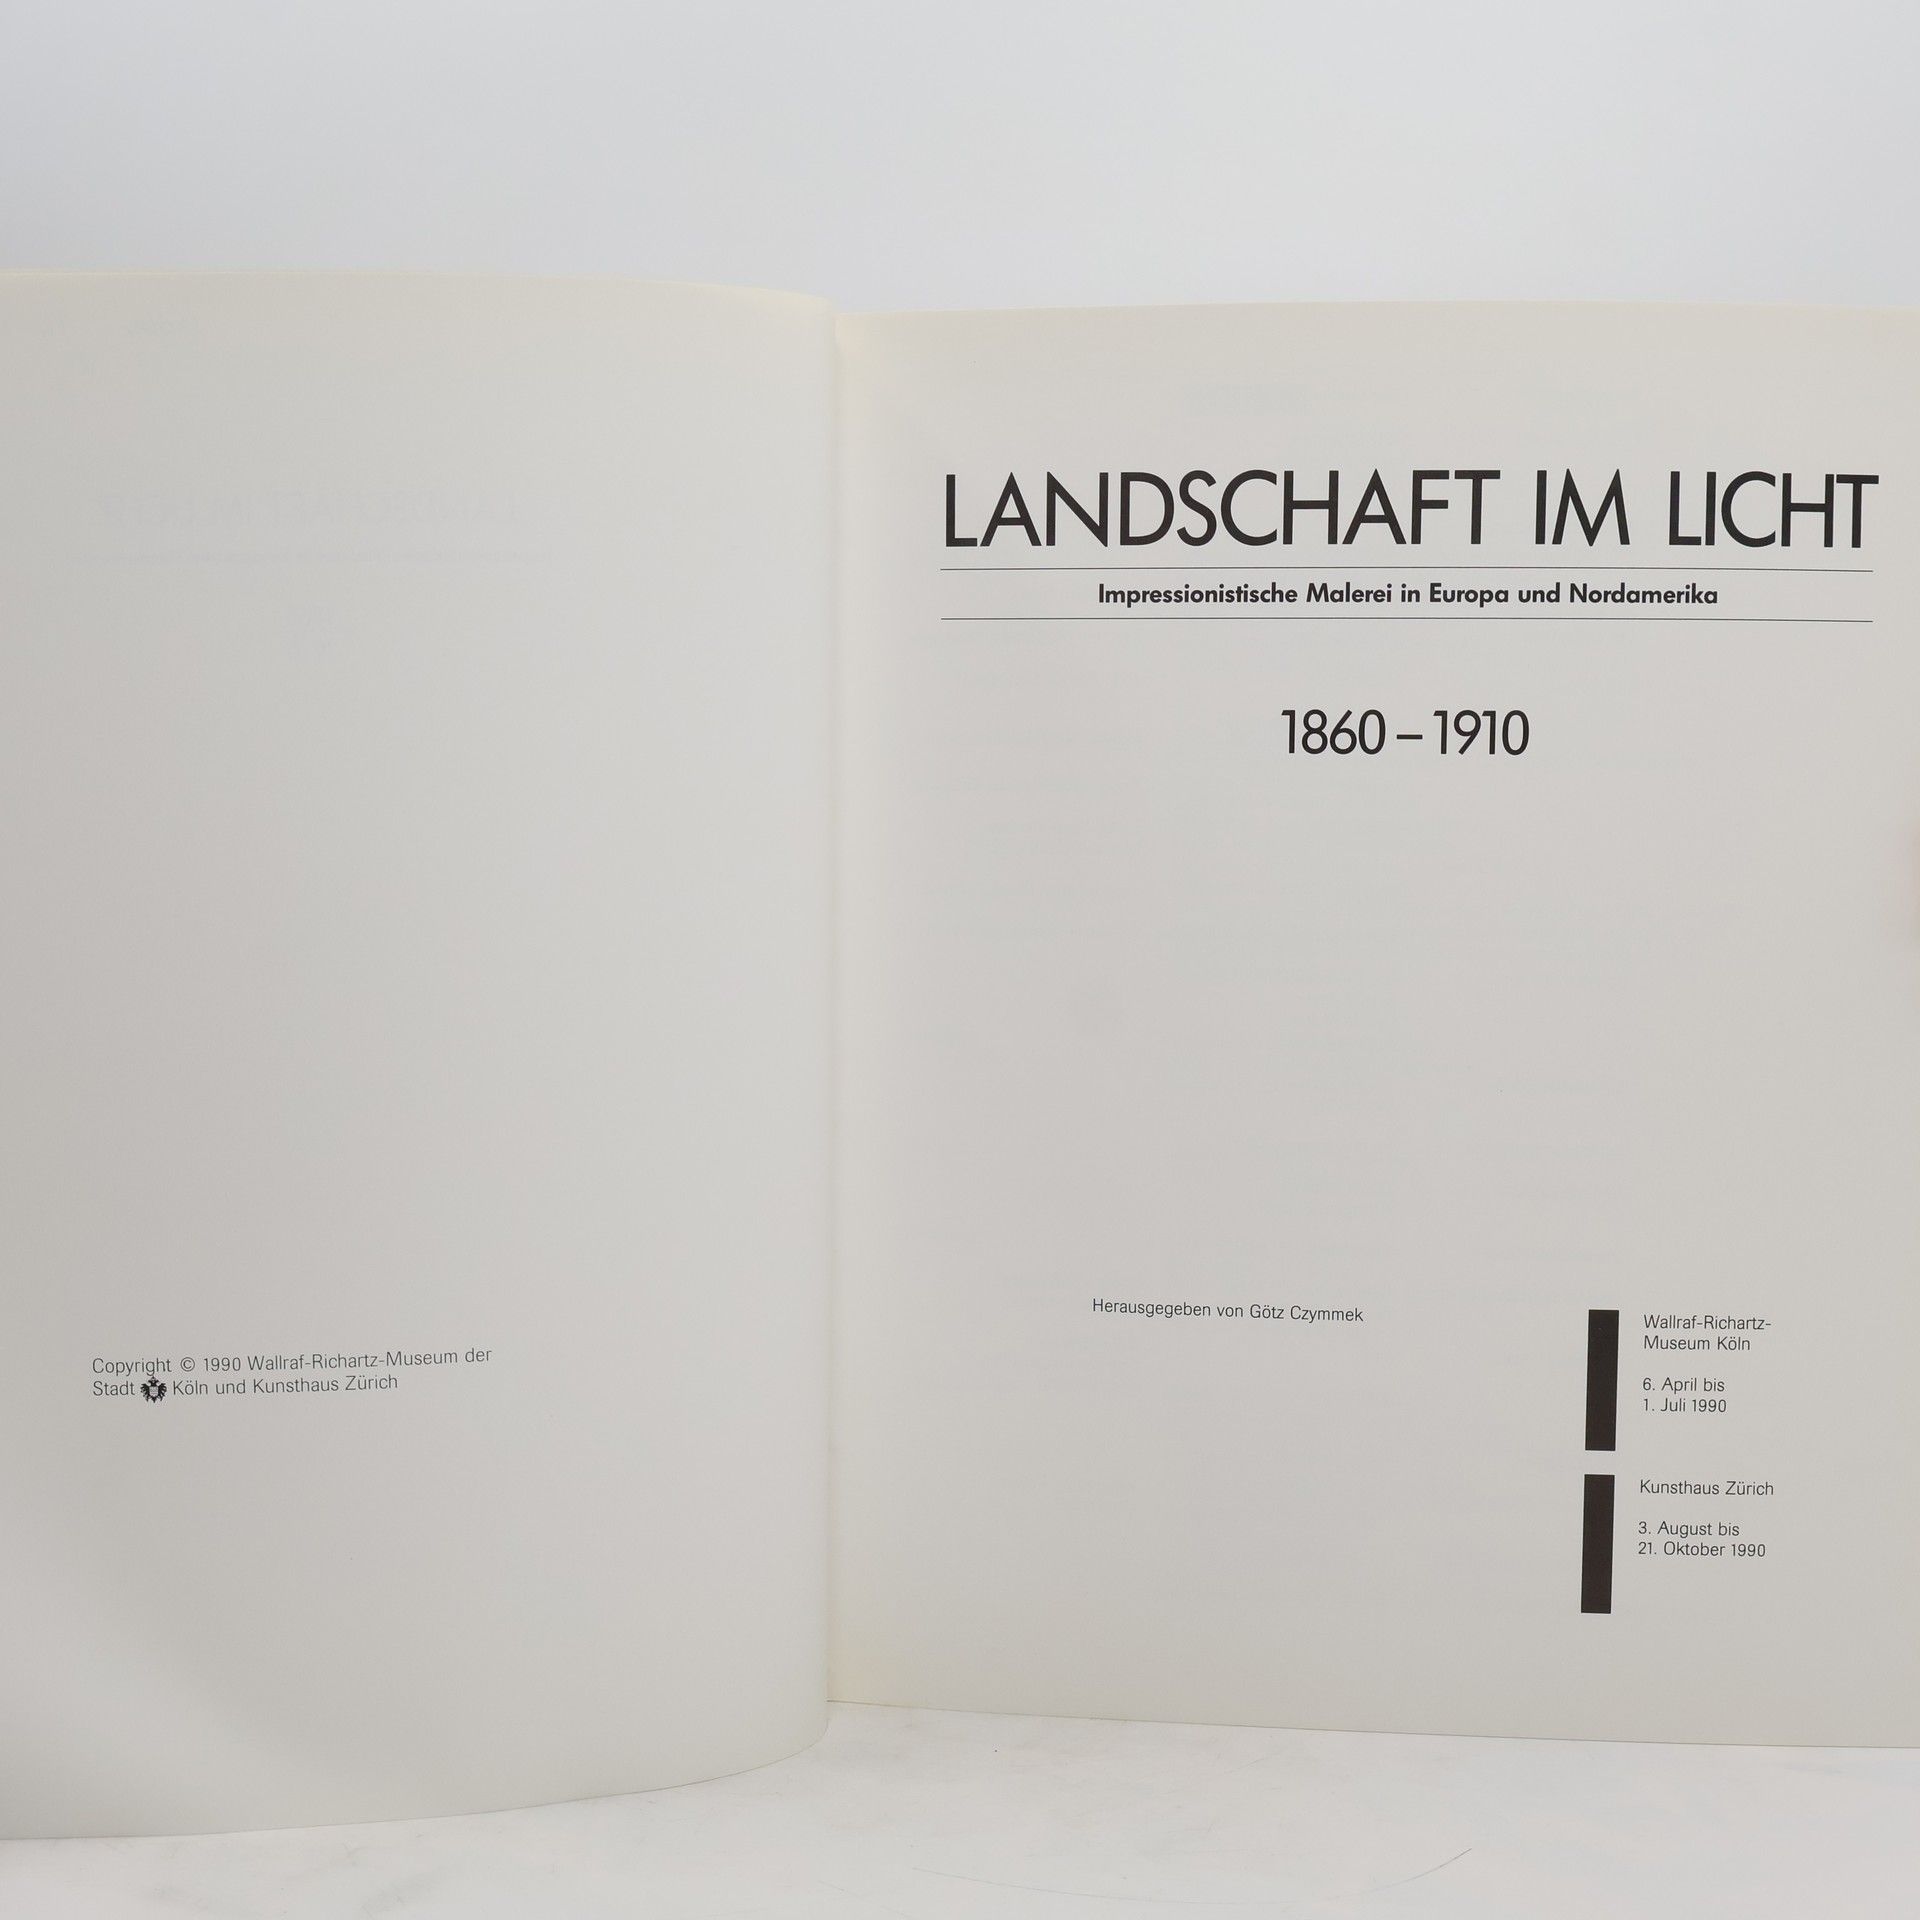 Copyright © 1990 Wallraf-Richartz-Museum der
Stadt Köln und Kunsthaus Zürich
LANDSCHAFT IM LICHT
Impressionistische Malerei in Europa und Nordamerika
1860 – 1910
Herausgegeben von Götz Czymmek
Wallraf-Richartz-
Museum Köln
6. April bis
1. Juli 1990
Kunsthaus Zürich
3. August bis
21. Oktober 1990